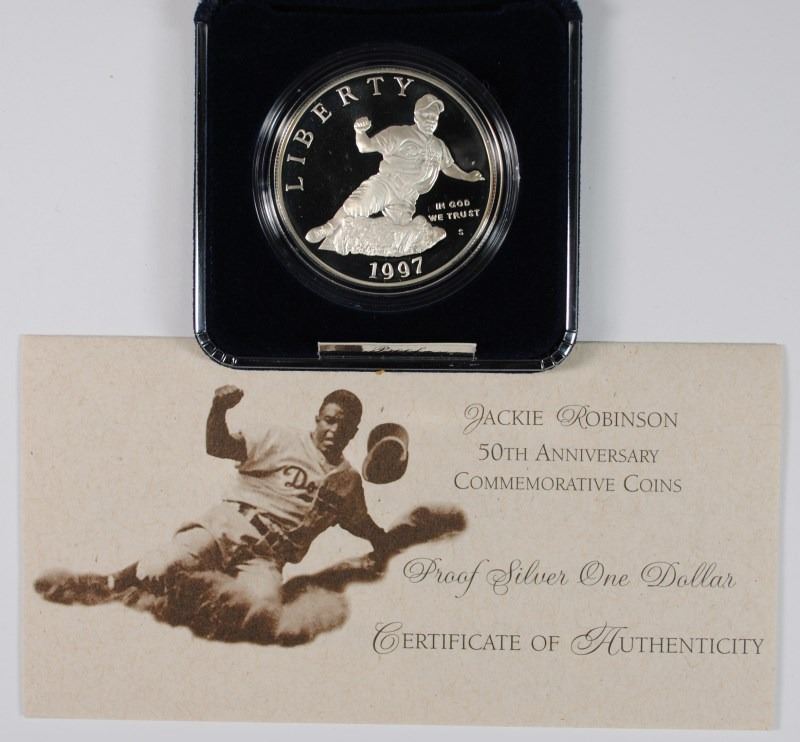 LIBERTY
IN GOD
WE TRUST
S
1997
JACKIE ROBINSON
50TH ANNIVERSARY
COMMEMORATIVE COINS
Do
Proof Silver One Dollar
CERTIFICATE OF AUTHENTICITY